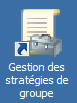 Gestion des
stratégies de
groupe